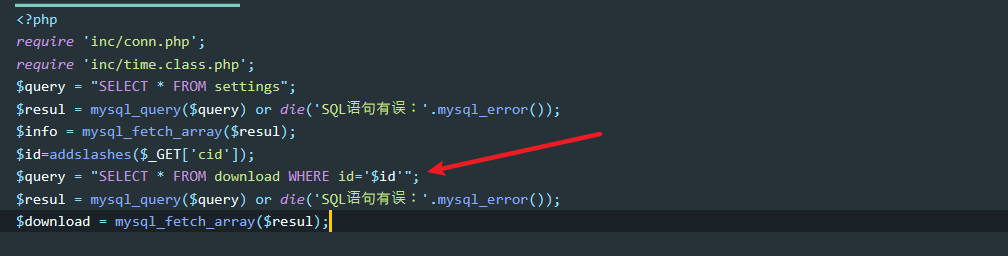 <?php
require 'inc/conn.php';
require 'inc/time.class.php';
$query = "SELECT * FROM settings";
$resul = mysql_query($query) or die('SQL语句有误：'.mysql_error());
$info = mysql_fetch_array($resul);
$id=addslashes($_GET['cid']);
$query = "SELECT * FROM download WHERE id='$id'";
$resul = mysql_query($query) or die('SQL语句有误：'.mysql_error());
$download = mysql_fetch_array($resul);